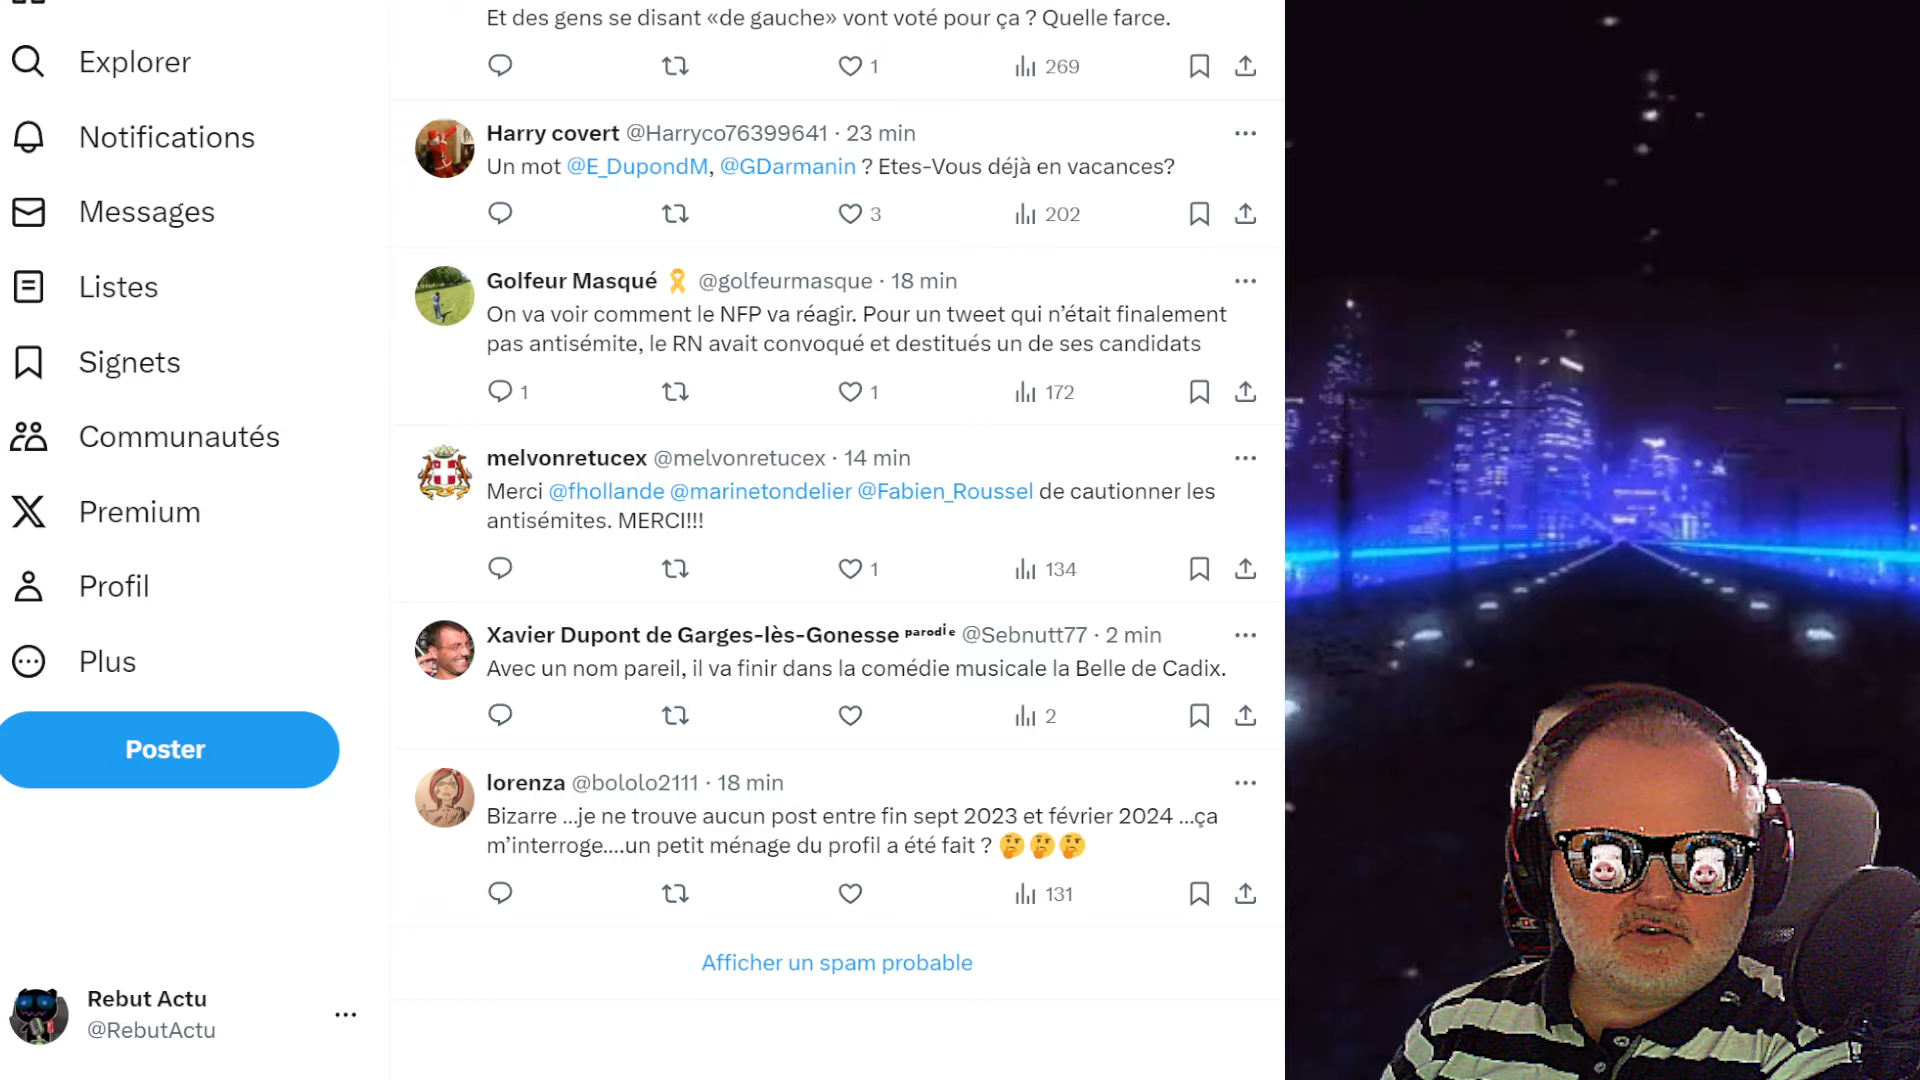 Explorer
Notifications
Messages
Listes
Signets
Communautés
Premium
Profil
Plus
Poster
Rebut Actu
@RebutActu
Et des gens se disant «de gauche» vont voté pour ça ? Quelle farce.
1 269
Harry covert @Harryco76399641 · 23 min
Un mot @E_DupondM, @GDarmanin ? Etes-Vous déjà en vacances?
3 202
Golfeur Masqué 🎗️ @golfeurmasque · 18 min
On va voir comment le NFP va réagir. Pour un tweet qui n’était finalement
pas antisémite, le RN avait convoqué et destitués un de ses candidats
1 1 172
melvonretucex @melvonretucex · 14 min
Merci @fhollande @marinetondelier @Fabien_Roussel de cautionner les
antisémites. MERCI!!!
1 134
Xavier Dupont de Garges-lès-Gonesse ᵖᵃʳᵒᵈⁱᵉ @Sebnutt77 · 2 min
Avec un nom pareil, il va finir dans la comédie musicale la Belle de Cadix.
2
lorenza @bololo2111 · 18 min
Bizarre ...je ne trouve aucun post entre fin sept 2023 et février 2024 ...ça
m’interroge....un petit ménage du profil a été fait ? 🤔🤔🤔
131
Afficher un spam probable